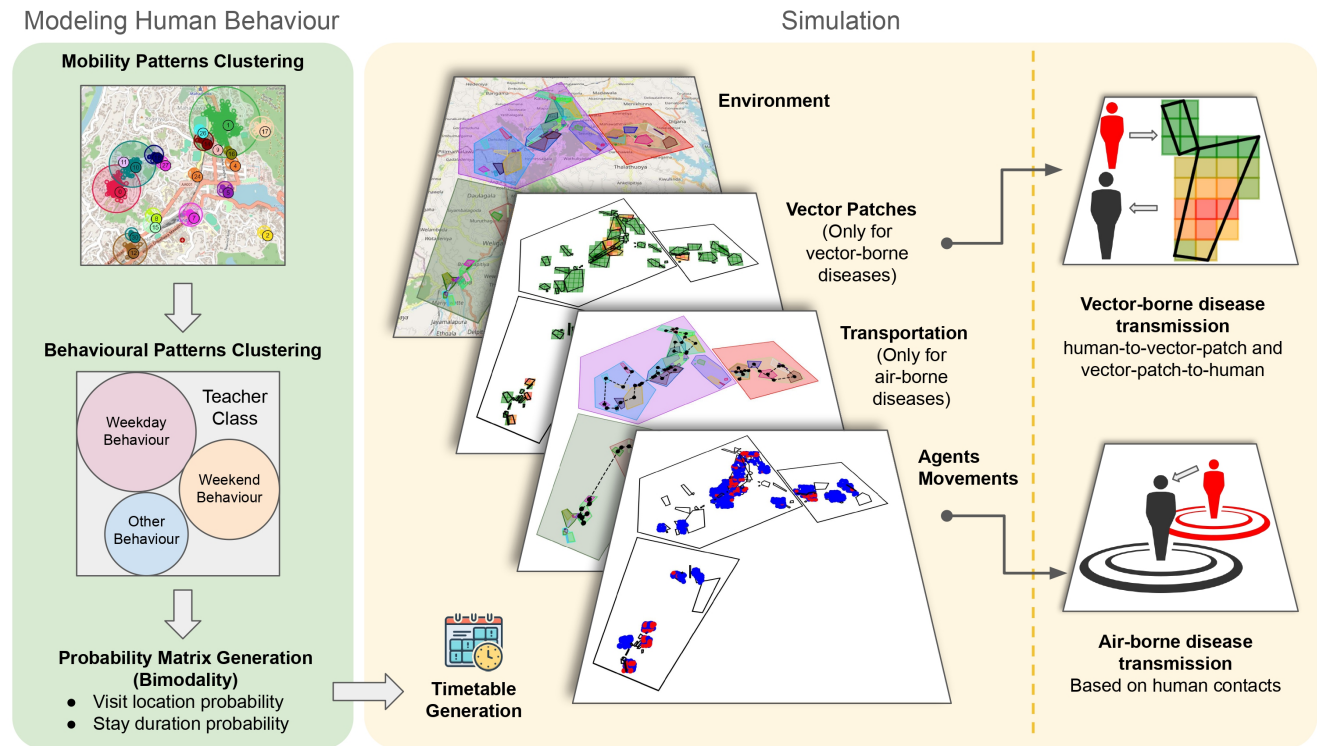 Modeling Human Behaviour
Simulation
Mobility Patterns Clustering
Behavioural Patterns Clustering
Teacher
Class
Weekday
Behaviour
Weekend
Behaviour
Other
Behaviour
Probability Matrix Generation
(Bimodality)
● Visit location probability
● Stay duration probability
Timetable
Generation
Environment
Vector Patches
(Only for
vector-borne
diseases)
Transportation
(Only for
air-borne
diseases)
Agents
Movements
Vector-borne disease
transmission
human-to-vector-patch and
vector-patch-to-human
Air-borne disease
transmission
Based on human contacts